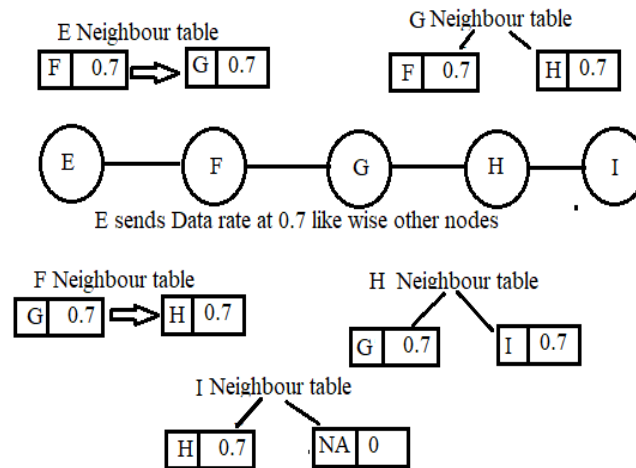 E Neighbour table
F 0.7 G 0.7
G Neighbour table
F 0.7 H 0.7
E F G H I
E sends Data rate at 0.7 like wise other nodes
F Neighbour table
G 0.7 H 0.7
H Neighbour table
G 0.7 I 0.7
I Neighbour table
H 0.7 NA 0